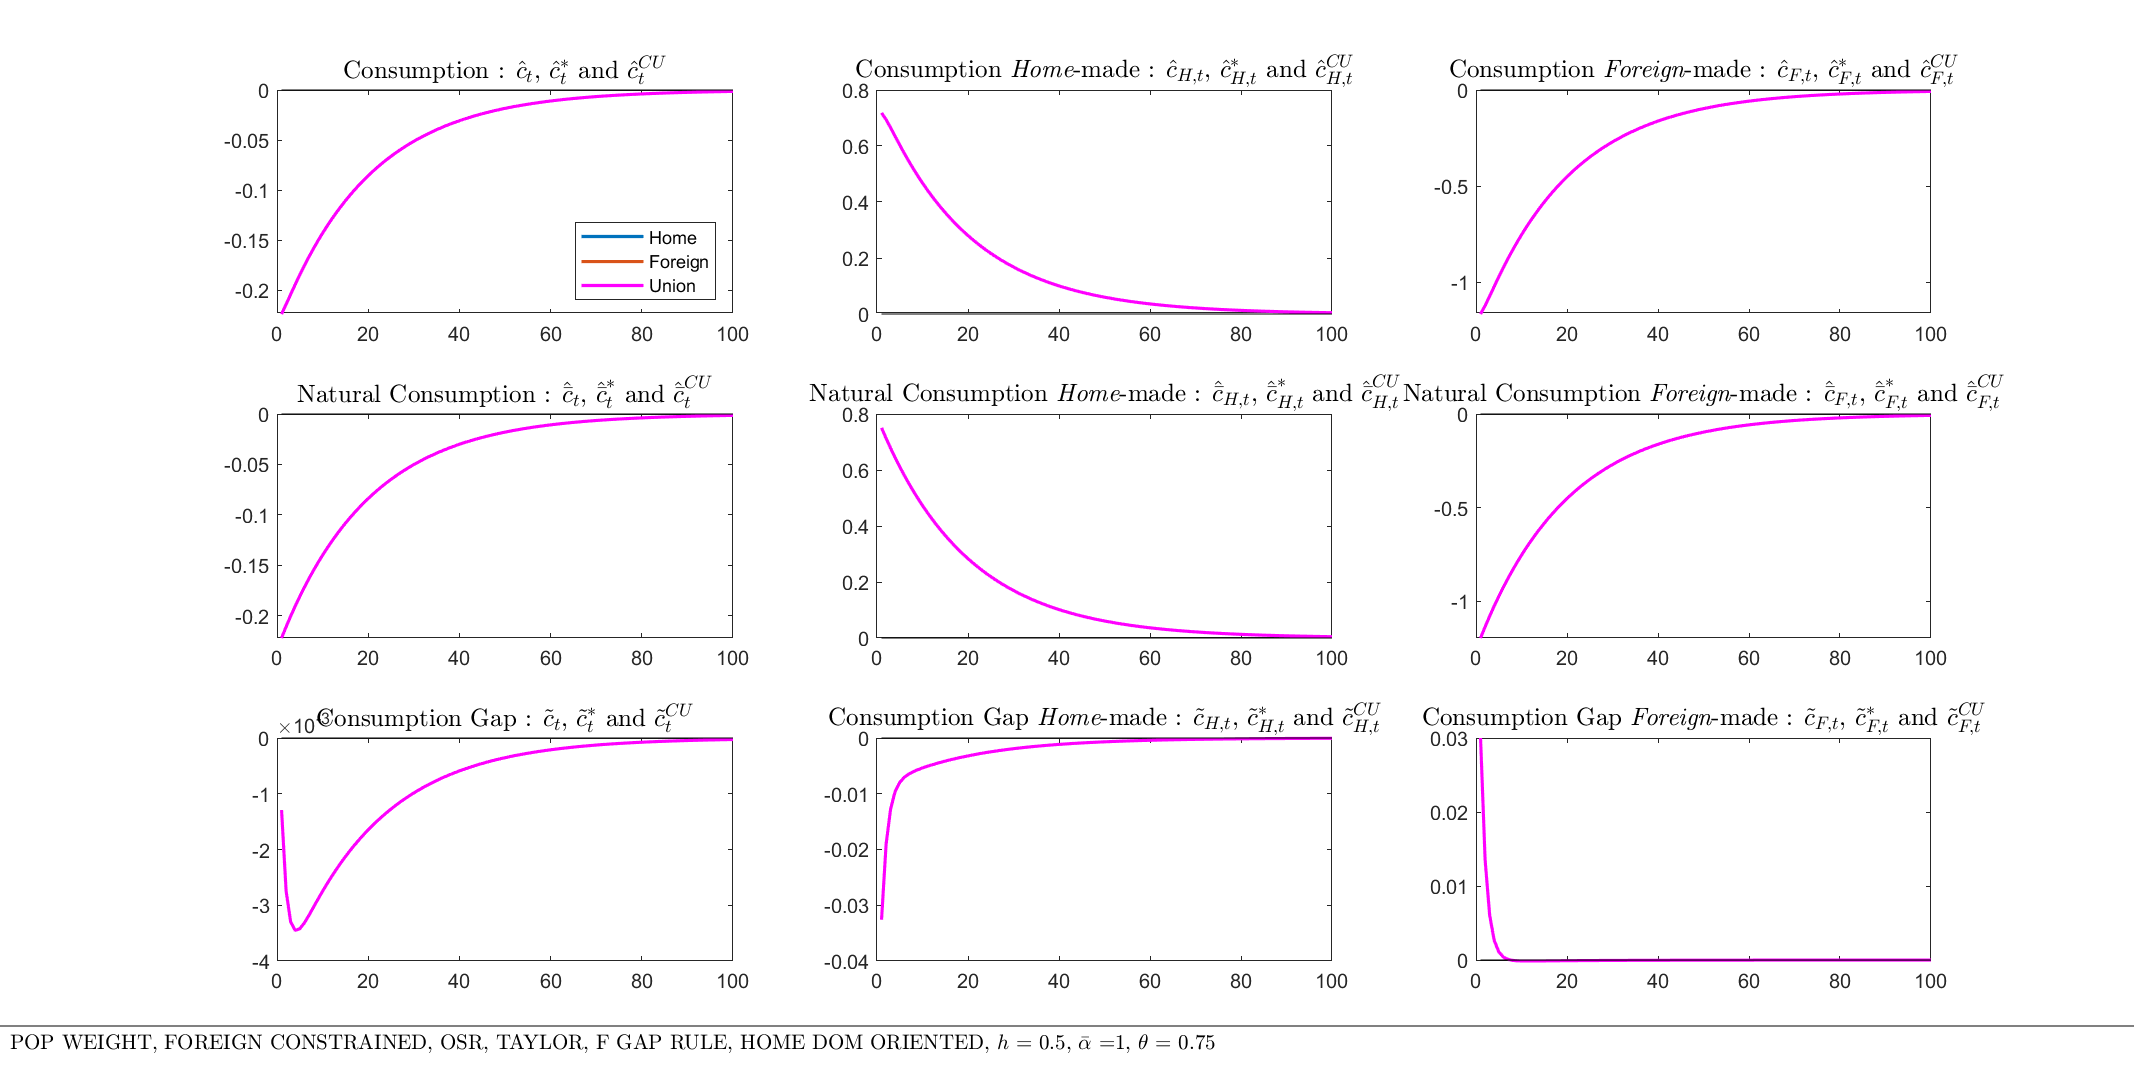 Consumption : ĉ_t, ĉ*_t and ĉ^CU_t
0
-0.05
-0.1
-0.15
-0.2
0 20 40 60 80 100
Home
Foreign
Union
Consumption Home-made : ĉ_H,t, ĉ*_H,t and ĉ^CU_H,t
0.8
0.6
0.4
0.2
0
0 20 40 60 80 100
Consumption Foreign-made : ĉ_F,t, ĉ*_F,t and ĉ^CU_F,t
0
-0.5
-1
0 20 40 60 80 100
Natural Consumption : ĉ̄_t, ĉ̄*_t and ĉ̄^CU_t
0
-0.05
-0.1
-0.15
-0.2
0 20 40 60 80 100
Natural Consumption Home-made : ĉ̄_H,t, ĉ̄*_H,t and ĉ̄^CU_H,t
0.8
0.6
0.4
0.2
0
0 20 40 60 80 100
Natural Consumption Foreign-made : ĉ̄_F,t, ĉ̄*_F,t and ĉ̄^CU_F,t
0
-0.5
-1
0 20 40 60 80 100
Consumption Gap : c̃_t, c̃*_t and c̃^CU_t
×10^-3
0
-1
-2
-3
-4
0 20 40 60 80 100
Consumption Gap Home-made : c̃_H,t, c̃*_H,t and c̃^CU_H,t
0
-0.01
-0.02
-0.03
-0.04
0 20 40 60 80 100
Consumption Gap Foreign-made : c̃_F,t, c̃*_F,t and c̃^CU_F,t
0.03
0.02
0.01
0
0 20 40 60 80 100
POP WEIGHT, FOREIGN CONSTRAINED, OSR, TAYLOR, F GAP RULE, HOME DOM ORIENTED, h = 0.5, ᾱ =1, θ = 0.75